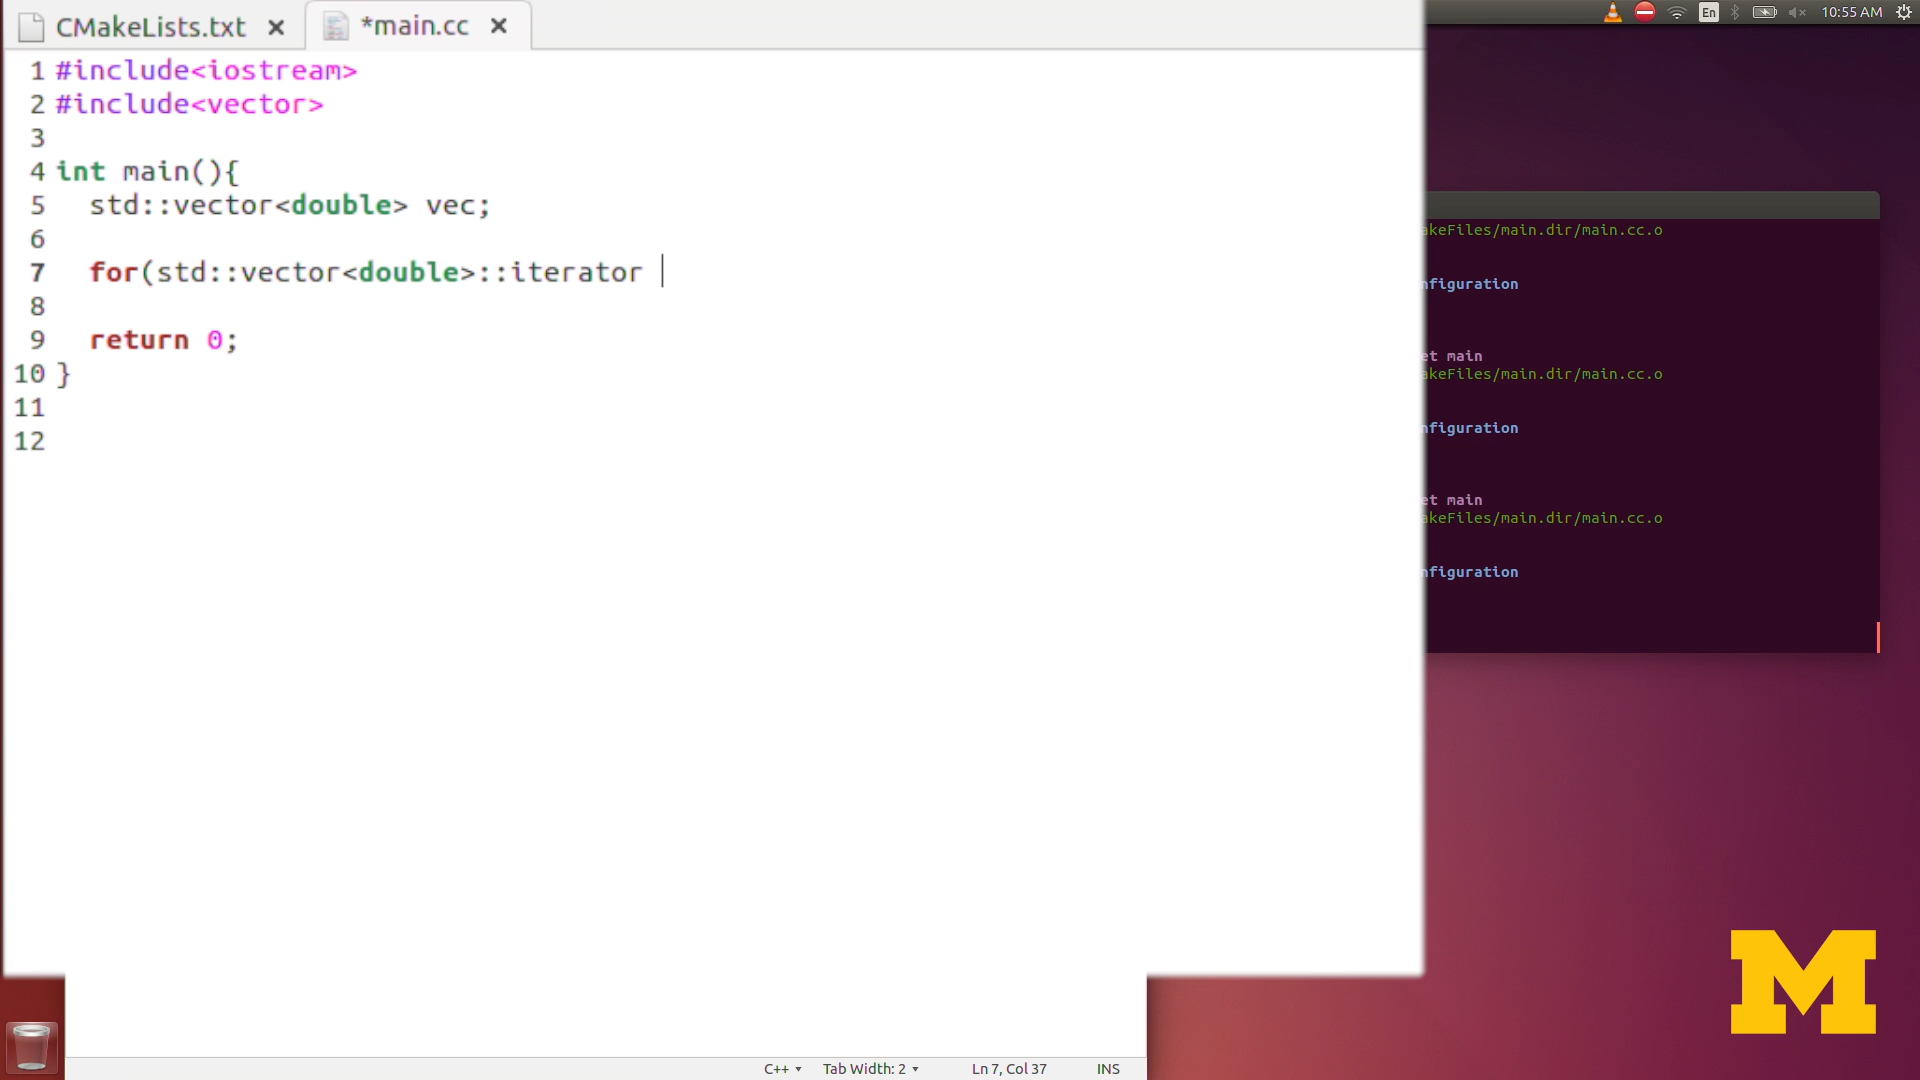 CMakeLists.txt *main.cc
En 10:55 AM
1 #include<iostream>
2 #include<vector>
3
4 int main(){
5   std::vector<double> vec;
6
7   for(std::vector<double>::iterator
8
9   return 0;
10 }
11
12
akeFiles/main.dir/main.cc.o
nfiguration
et main
akeFiles/main.dir/main.cc.o
nfiguration
et main
akeFiles/main.dir/main.cc.o
nfiguration
M
C++ Tab Width: 2 Ln 7, Col 37 INS